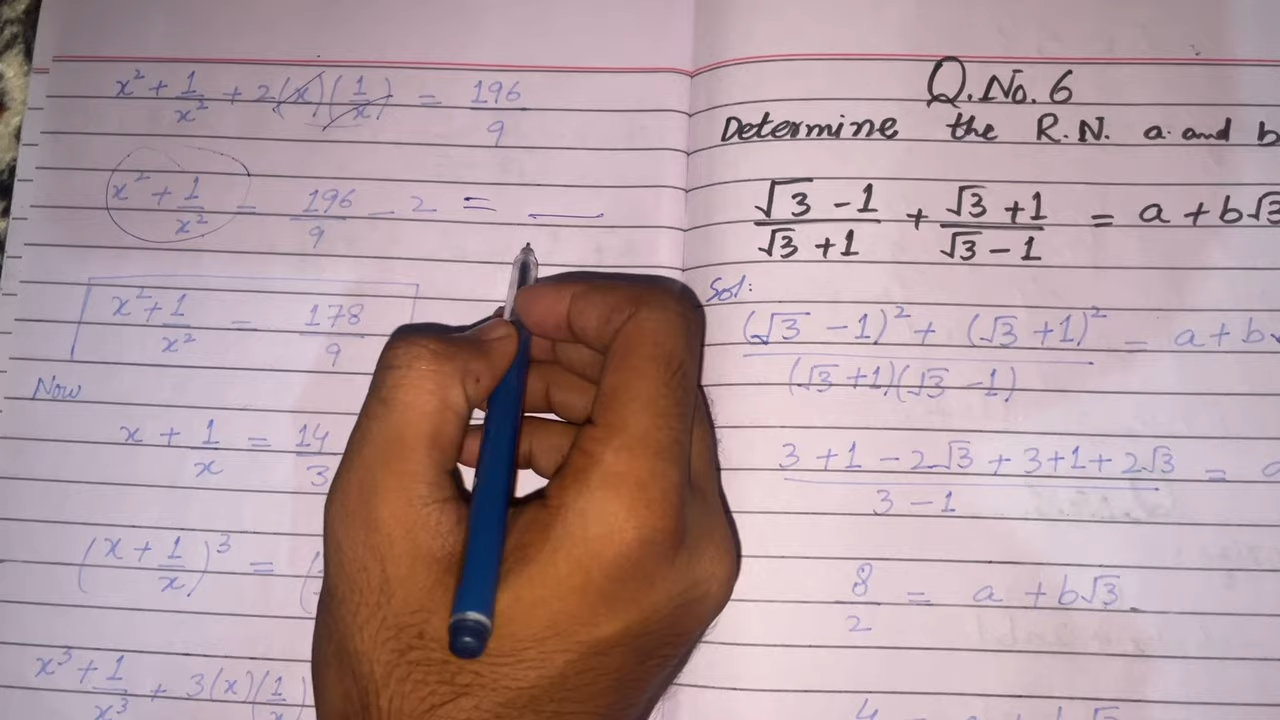 x² + 1/x² + 2(x)(1/x) = 196/9
x² + 1/x² = 196/9 - 2 = __
x² + 1/x² = 178/9
Now
x + 1/x = 14/3
(x + 1/x)³ = (
x³ + 1/x³ + 3(x)(1/x)
Q.No.6
Determine the R.N. a and b
(√3 - 1)/(√3 + 1) + (√3 + 1)/(√3 - 1) = a + b√3
Sol:
((√3 - 1)² + (√3 + 1)²)/((√3 + 1)(√3 - 1)) = a + b
(3 + 1 - 2√3 + 3 + 1 + 2√3)/(3 - 1) =
8/2 = a + b√3